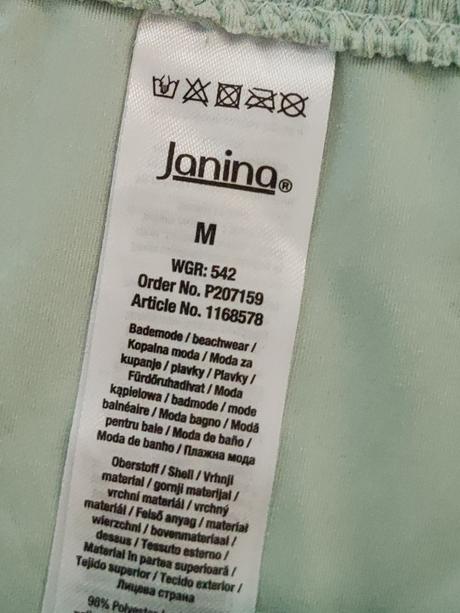 Janina®
M
WGR: 542
Order No. P207159
Article No. 1168578
Bademode / beachwear /
Kopalna moda / Moda za
kupanje / plavky / Plavky /
Fürdőruhadivat / Moda
kąpielowa / badmode / mode
balnéaire / Moda bagno / Modă
pentru baie / Moda de baño /
Moda de banho / Плажна мода
Oberstoff / Shell / Vrhnji
material / gornji materijal /
vrchní materiál / vrchný
materiál / Felső anyag / materiał
wierzchni / bovenmateriaal /
dessus / Tessuto esterno /
Material în partea superioară /
Tejido superior / Tecido exterior /
Лицева страна
98% Polyester /